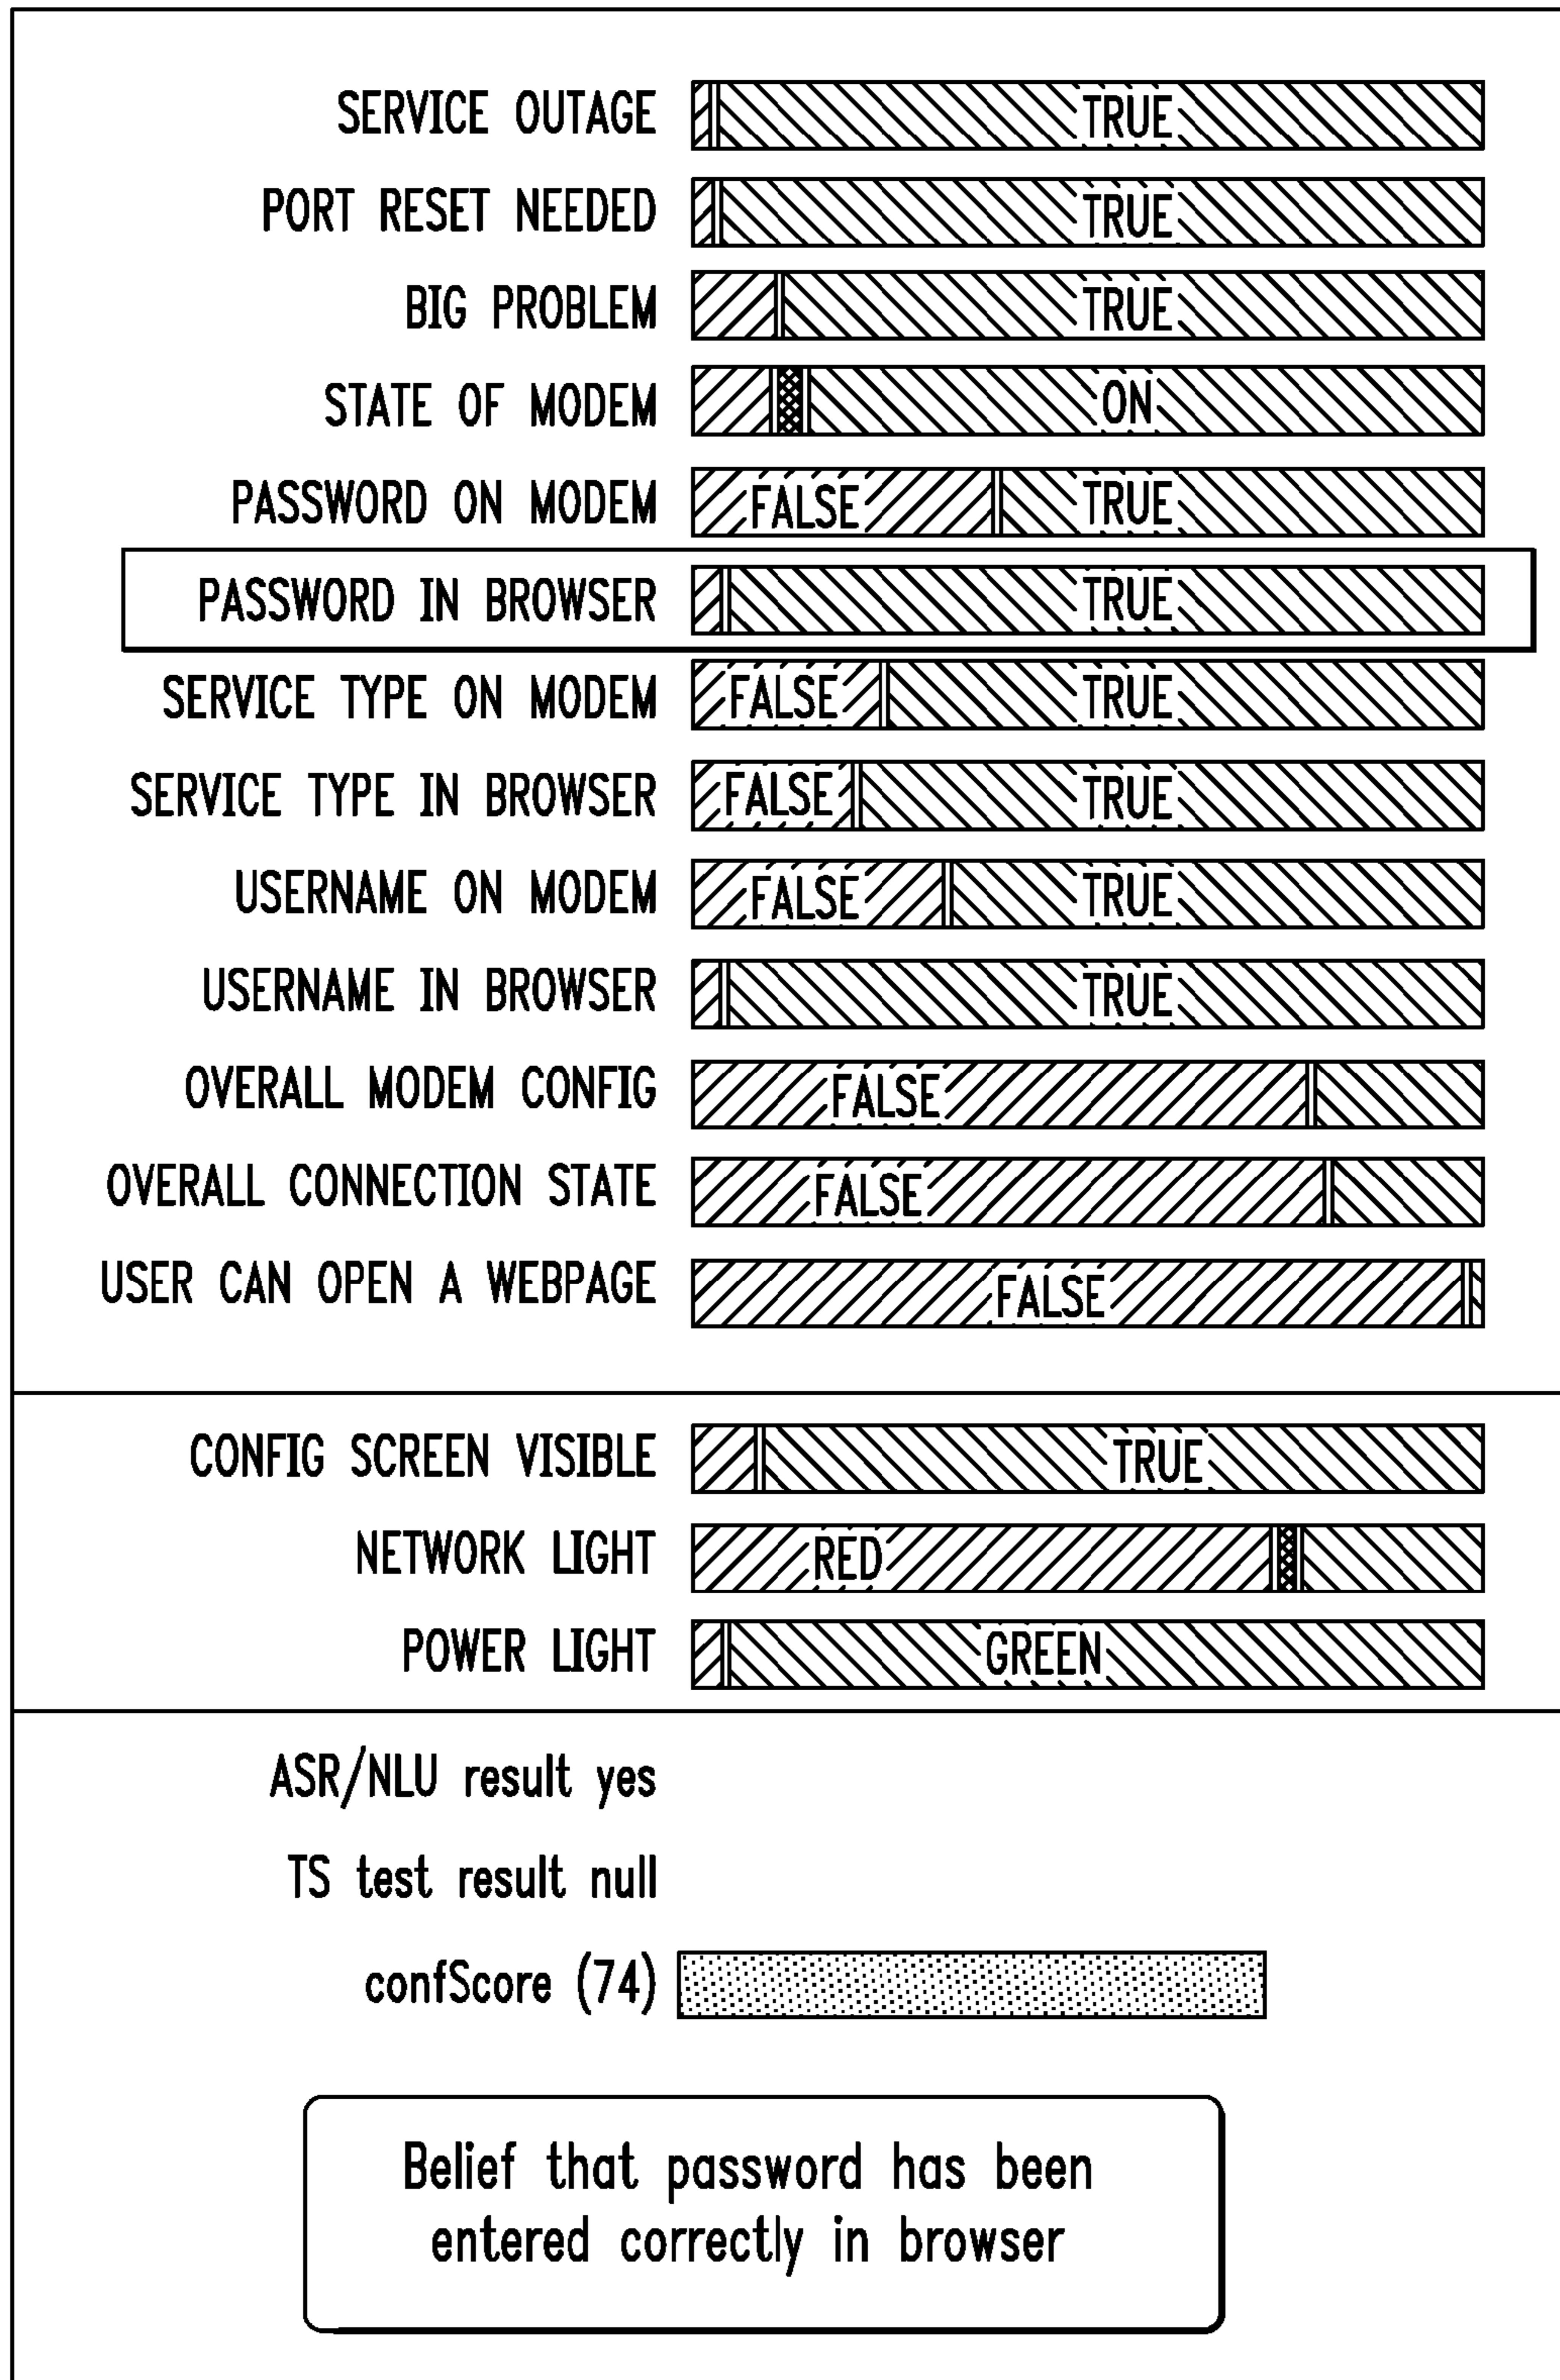 SERVICE OUTAGE TRUE
PORT RESET NEEDED TRUE
BIG PROBLEM TRUE
STATE OF MODEM ON
PASSWORD ON MODEM FALSE TRUE
PASSWORD IN BROWSER TRUE
SERVICE TYPE ON MODEM FALSE TRUE
SERVICE TYPE IN BROWSER FALSE TRUE
USERNAME ON MODEM FALSE TRUE
USERNAME IN BROWSER TRUE
OVERALL MODEM CONFIG FALSE
OVERALL CONNECTION STATE FALSE
USER CAN OPEN A WEBPAGE FALSE
CONFIG SCREEN VISIBLE TRUE
NETWORK LIGHT RED
POWER LIGHT GREEN
ASR/NLU result yes
TS test result null
confScore (74)
Belief that password has been
entered correctly in browser